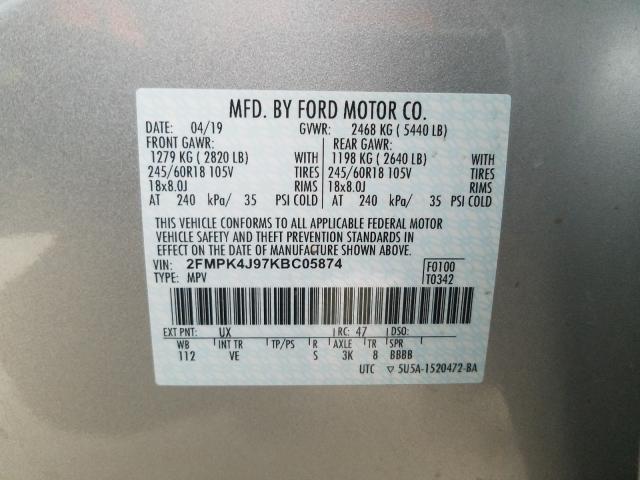 MFD. BY FORD MOTOR CO.
DATE: 04/19 GVWR: 2468 KG ( 5440 LB)
FRONT GAWR: REAR GAWR:
1279 KG ( 2820 LB) WITH 1198 KG ( 2640 LB) WITH
245/60R18 105V TIRES 245/60R18 105V TIRES
18x8.0J RIMS 18x8.0J RIMS
AT 240 kPa/ 35 PSI COLD AT 240 kPa/ 35 PSI COLD
THIS VEHICLE CONFORMS TO ALL APPLICABLE FEDERAL MOTOR
VEHICLE SAFETY AND THEFT PREVENTION STANDARDS IN
EFFECT ON THE DATE OF MANUFACTURE SHOWN ABOVE.
VIN: 2FMPK4J97KBC05874 F0100
TYPE: MPV T0342
EXT PNT: UX RC: 47 DSO:
WB INT TR TP/PS R AXLE TR SPR
112 VE S 3K 8 BBBB
UTC ▽ 5U5A-1520472-BA